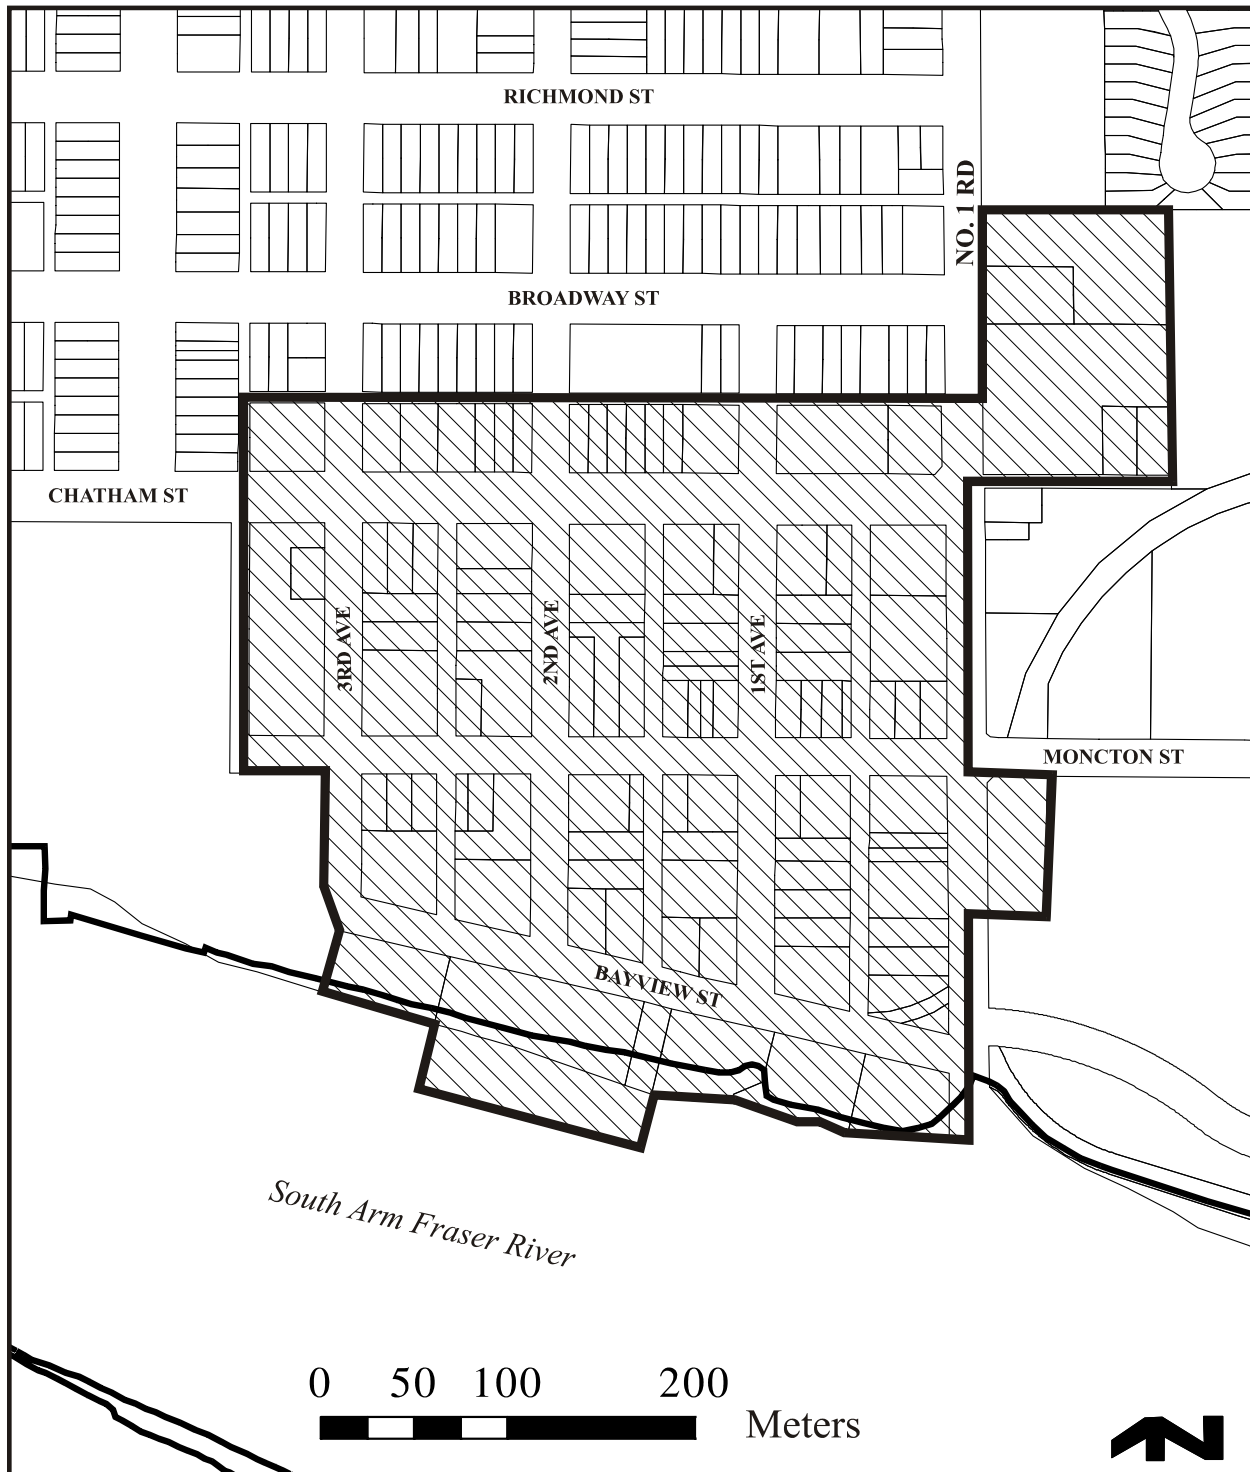 RICHMOND ST
NO. 1 RD
BROADWAY ST
CHATHAM ST
3RD AVE
2ND AVE
1ST AVE
MONCTON ST
BAYVIEW ST
South Arm Fraser River
0 50 100 200
Meters
N